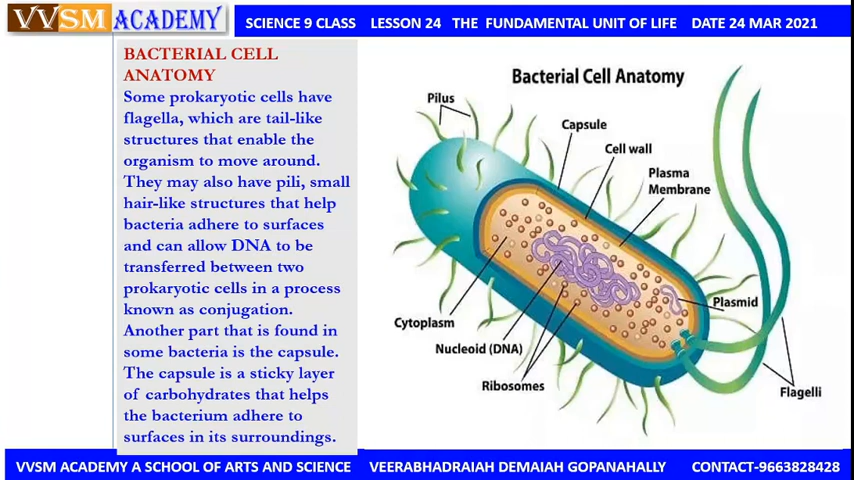 VVSM ACADEMY
SCIENCE 9 CLASS LESSON 24 THE FUNDAMENTAL UNIT OF LIFE DATE 24 MAR 2021
BACTERIAL CELL
ANATOMY
Some prokaryotic cells have
flagella, which are tail-like
structures that enable the
organism to move around.
They may also have pili, small
hair-like structures that help
bacteria adhere to surfaces
and can allow DNA to be
transferred between two
prokaryotic cells in a process
known as conjugation.
Another part that is found in
some bacteria is the capsule.
The capsule is a sticky layer
of carbohydrates that helps
the bacterium adhere to
surfaces in its surroundings.
Bacterial Cell Anatomy
Pilus
Capsule
Cell wall
Plasma
Membrane
Plasmid
Cytoplasm
Nucleoid (DNA)
Ribosomes
Flagelli
VVSM ACADEMY A SCHOOL OF ARTS AND SCIENCE VEERABHADRAIAH DEMAIAH GOPANAHALLY CONTACT-9663828428